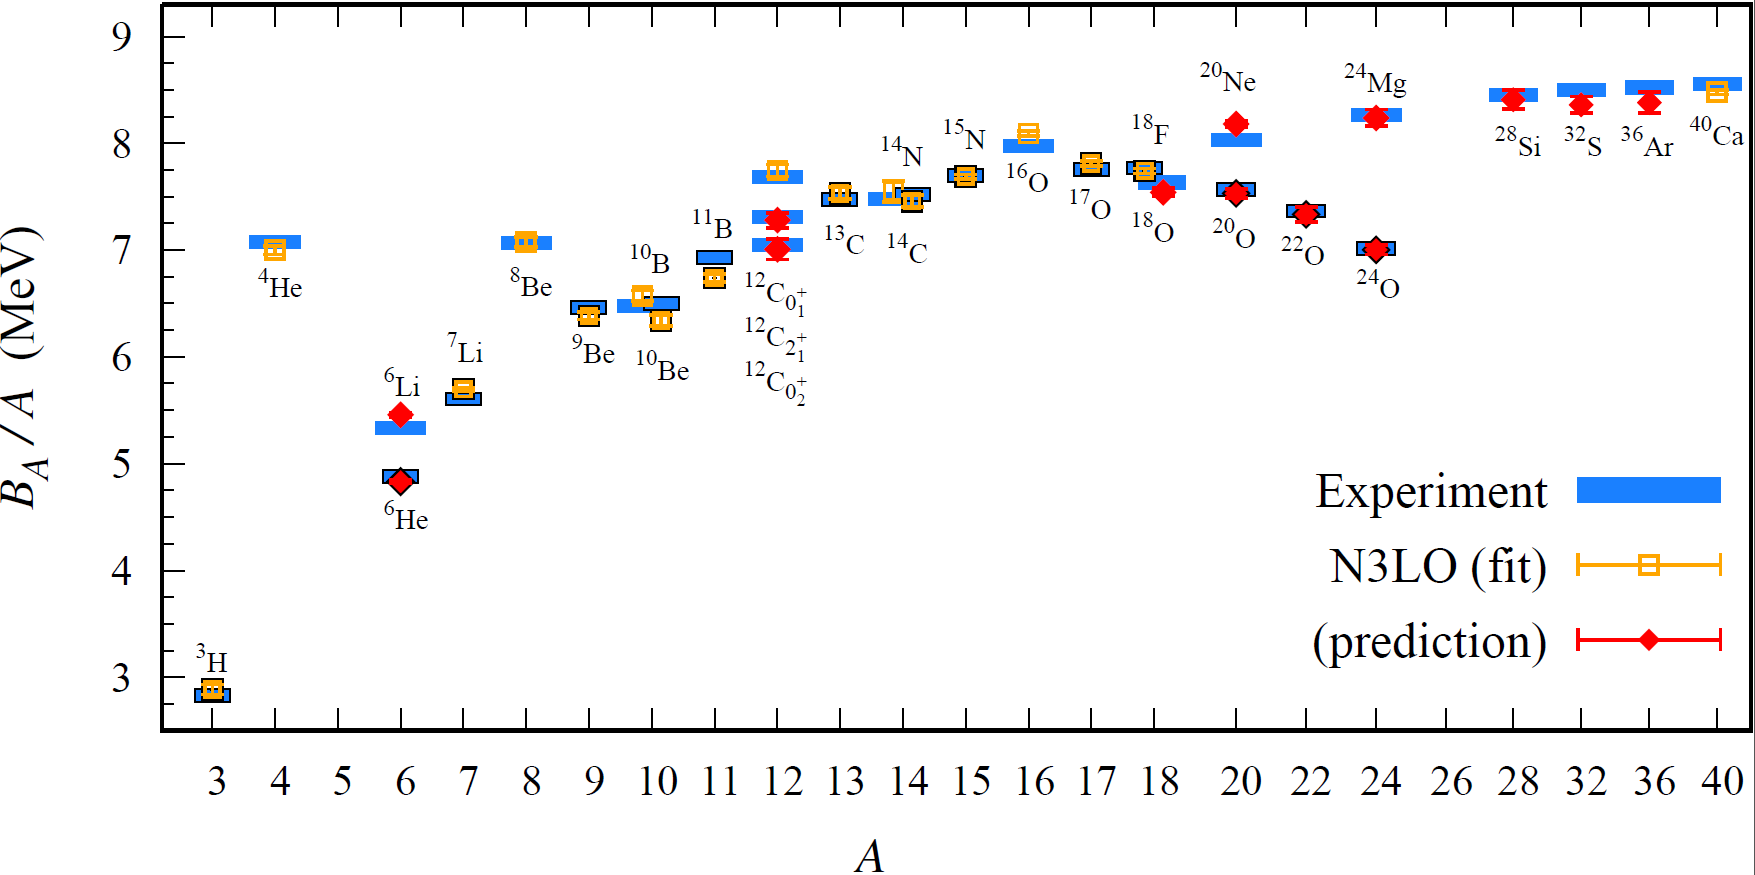 9
8
7
6
5
4
3
B_A / A (MeV)
³H
⁴He
⁶Li
⁶He
⁷Li
⁸Be
⁹Be
¹⁰B
¹⁰Be
¹¹B
¹²C₀₁⁺
¹²C₂₁⁺
¹²C₀₂⁺
¹³C
¹⁴N
¹⁴C
¹⁵N
¹⁶O
¹⁷O
¹⁸F
¹⁸O
²⁰Ne
²⁰O
²²O
²⁴Mg
²⁴O
²⁸Si
³²S
³⁶Ar
⁴⁰Ca
Experiment
N3LO (fit)
(prediction)
3 4 5 6 7 8 9 10 11 12 13 14 15 16 17 18 20 22 24 26 28 32 36 40
A